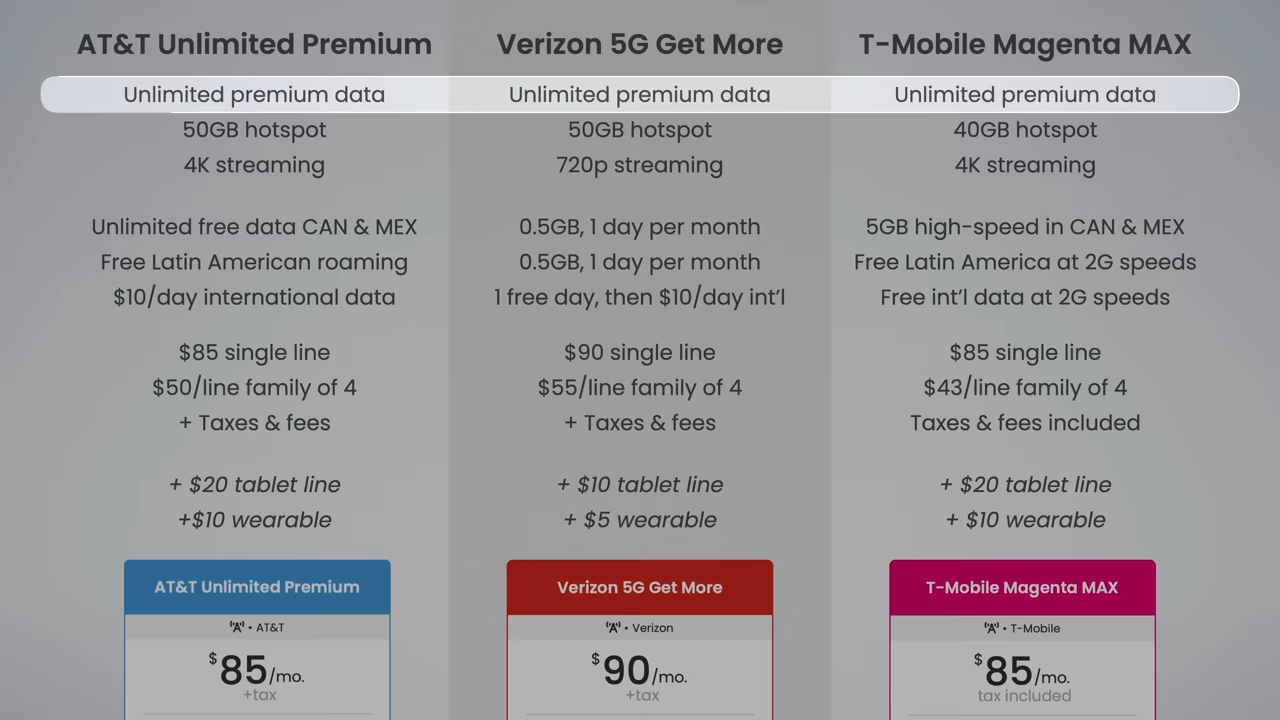 AT&T Unlimited Premium
Unlimited premium data
50GB hotspot
4K streaming
Unlimited free data CAN & MEX
Free Latin American roaming
$10/day international data
$85 single line
$50/line family of 4
+ Taxes & fees
+ $20 tablet line
+$10 wearable
AT&T Unlimited Premium
• AT&T
$85/mo.
+tax
Verizon 5G Get More
Unlimited premium data
50GB hotspot
720p streaming
0.5GB, 1 day per month
0.5GB, 1 day per month
1 free day, then $10/day int'l
$90 single line
$55/line family of 4
+ Taxes & fees
+ $10 tablet line
+ $5 wearable
Verizon 5G Get More
• Verizon
$90/mo.
+tax
T-Mobile Magenta MAX
Unlimited premium data
40GB hotspot
4K streaming
5GB high-speed in CAN & MEX
Free Latin America at 2G speeds
Free int'l data at 2G speeds
$85 single line
$43/line family of 4
Taxes & fees included
+ $20 tablet line
+ $10 wearable
T-Mobile Magenta MAX
• T-Mobile
$85/mo.
tax included